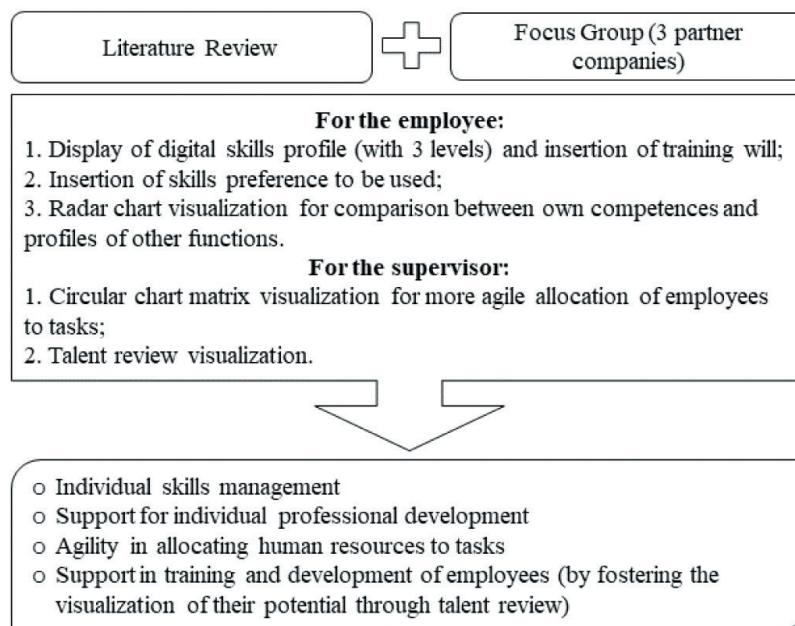 Literature Review
Focus Group (3 partner
companies)
For the employee:
1. Display of digital skills profile (with 3 levels) and insertion of training will;
2. Insertion of skills preference to be used;
3. Radar chart visualization for comparison between own competences and
profiles of other functions.
For the supervisor:
1. Circular chart matrix visualization for more agile allocation of employees
to tasks;
2. Talent review visualization.
o Individual skills management
o Support for individual professional development
o Agility in allocating human resources to tasks
o Support in training and development of employees (by fostering the
visualization of their potential through talent review)